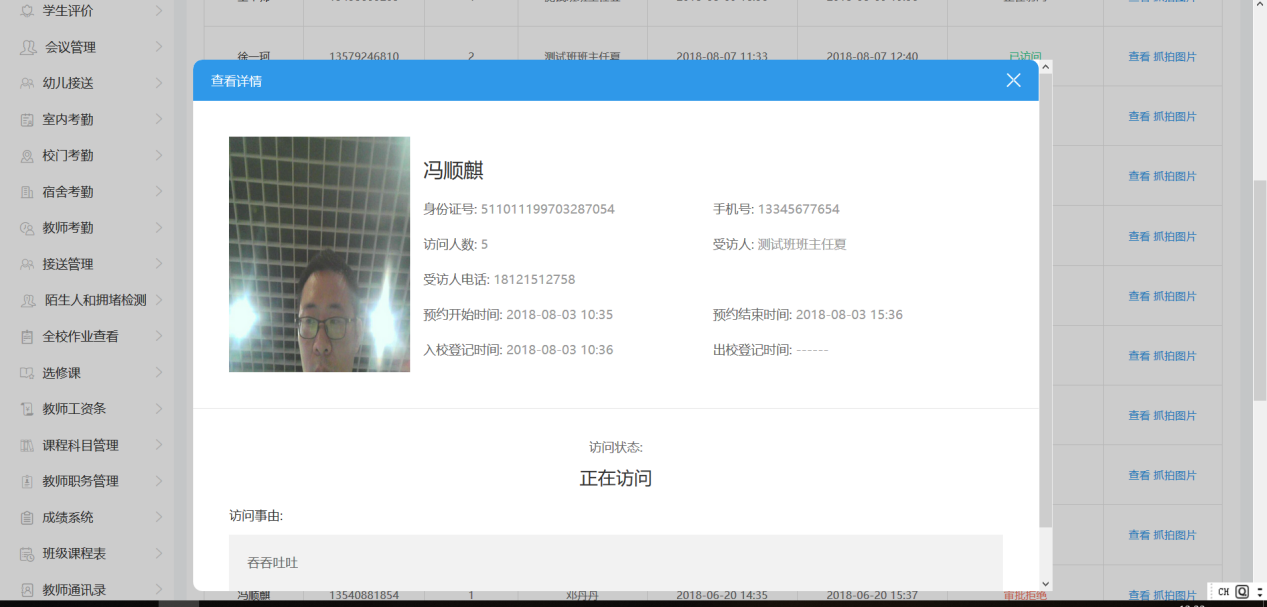 学生评价
会议管理
幼儿接送
室内考勤
校门考勤
宿舍考勤
教师考勤
接送管理
陌生人和拥堵检测
全校作业查看
选修课
教师工资条
课程科目管理
教师职务管理
成绩系统
班级课程表
教师通讯录
徐一珂 13579246810 2 测试班班主任夏 2018-08-07 11:33 2018-08-07 12:40 已访问 查看 抓拍图片
查看详情
查看 抓拍图片
冯顺麒
身份证号: 511011199703287054 手机号: 13345677654
查看 抓拍图片
访问人数: 5 受访人: 测试班班主任夏
查看 抓拍图片
受访人电话: 18121512758
查看 抓拍图片
预约开始时间: 2018-08-03 10:35 预约结束时间: 2018-08-03 15:36
入校登记时间: 2018-08-03 10:36 出校登记时间: ------
查看 抓拍图片
查看 抓拍图片
访问状态:
正在访问
查看 抓拍图片
访问事由:
查看 抓拍图片
吞吞吐吐
冯顺麒 13540881854 1 邓丹丹 2018-06-20 14:35 2018-06-20 15:37 审批拒绝 查看 抓拍图片
CH